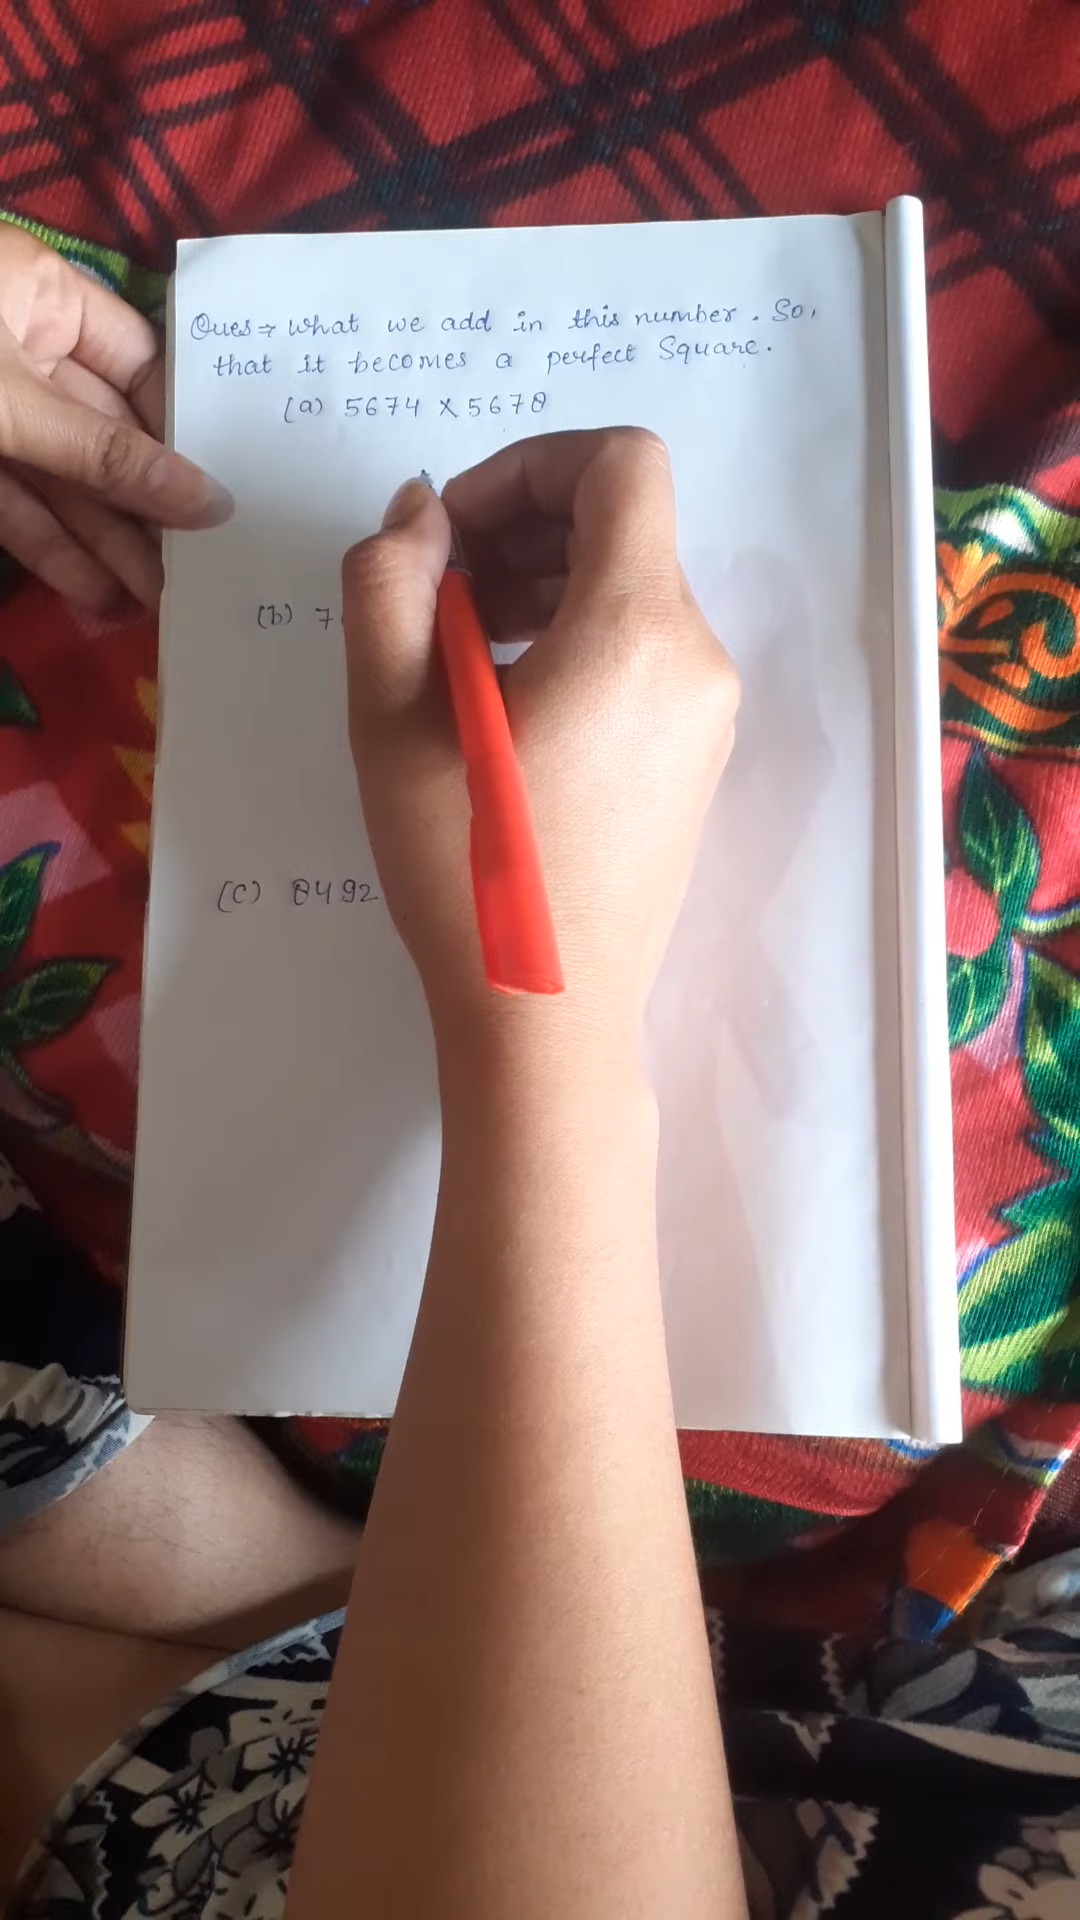 Ques → What we add in this number. So,
that it becomes a perfect Square.
(a) 5674 × 5678
(b) 7
(C) 8492